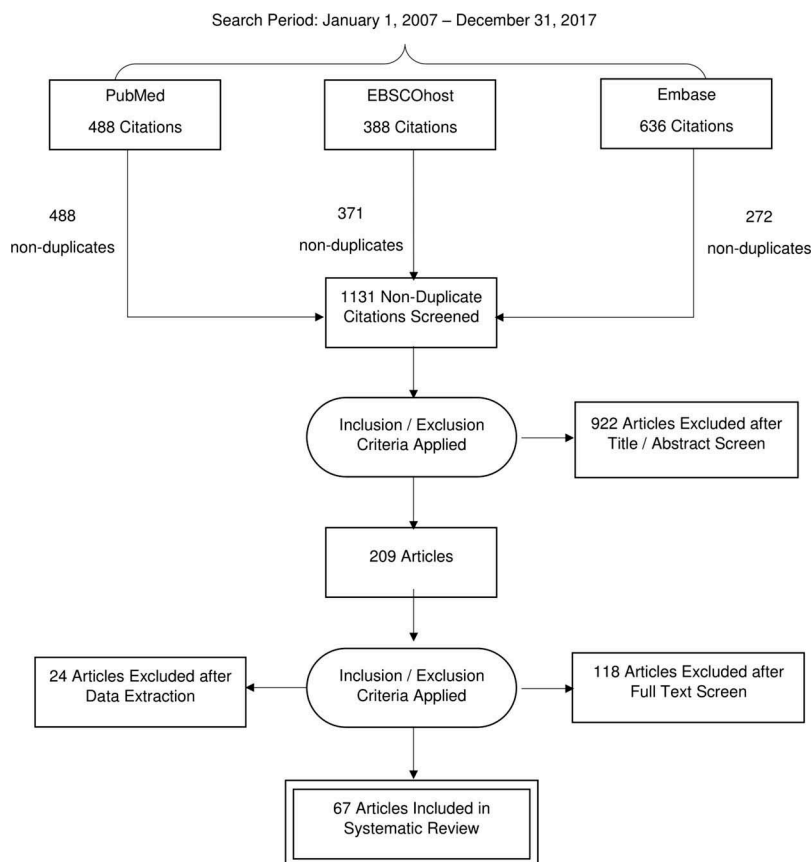 Search Period: January 1, 2007 – December 31, 2017
PubMed
488 Citations
EBSCOhost
388 Citations
Embase
636 Citations
488
non-duplicates
371
non-duplicates
272
non-duplicates
1131 Non-Duplicate
Citations Screened
Inclusion / Exclusion
Criteria Applied
922 Articles Excluded after
Title / Abstract Screen
209 Articles
24 Articles Excluded after
Data Extraction
Inclusion / Exclusion
Criteria Applied
118 Articles Excluded after
Full Text Screen
67 Articles Included in
Systematic Review